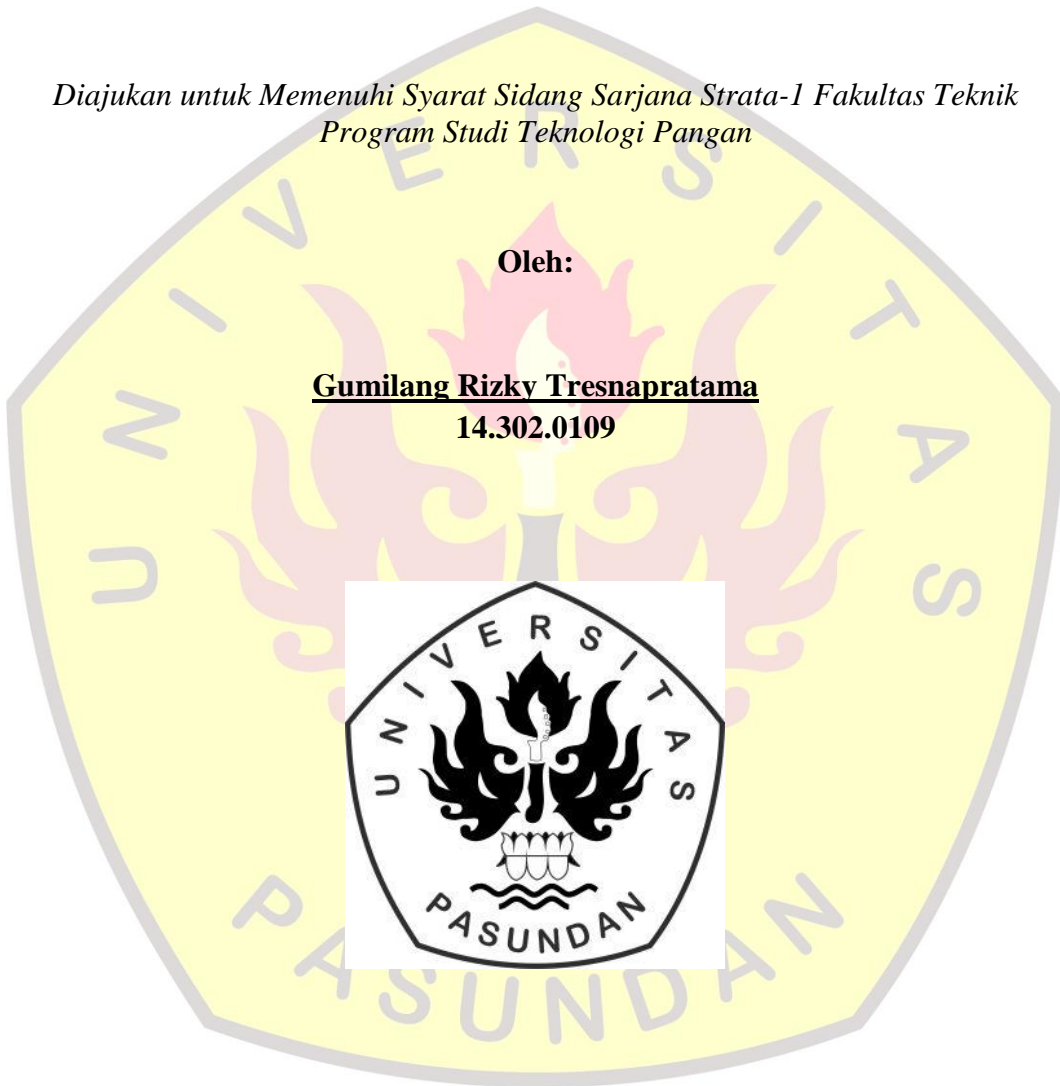 Diajukan untuk Memenuhi Syarat Sidang Sarjana Strata-1 Fakultas Teknik
Program Studi Teknologi Pangan
Oleh:
Gumilang Rizky Tresnapratama
14.302.0109
UNIVERSITAS
PASUNDAN
UNIVERSITAS
PASUNDAN